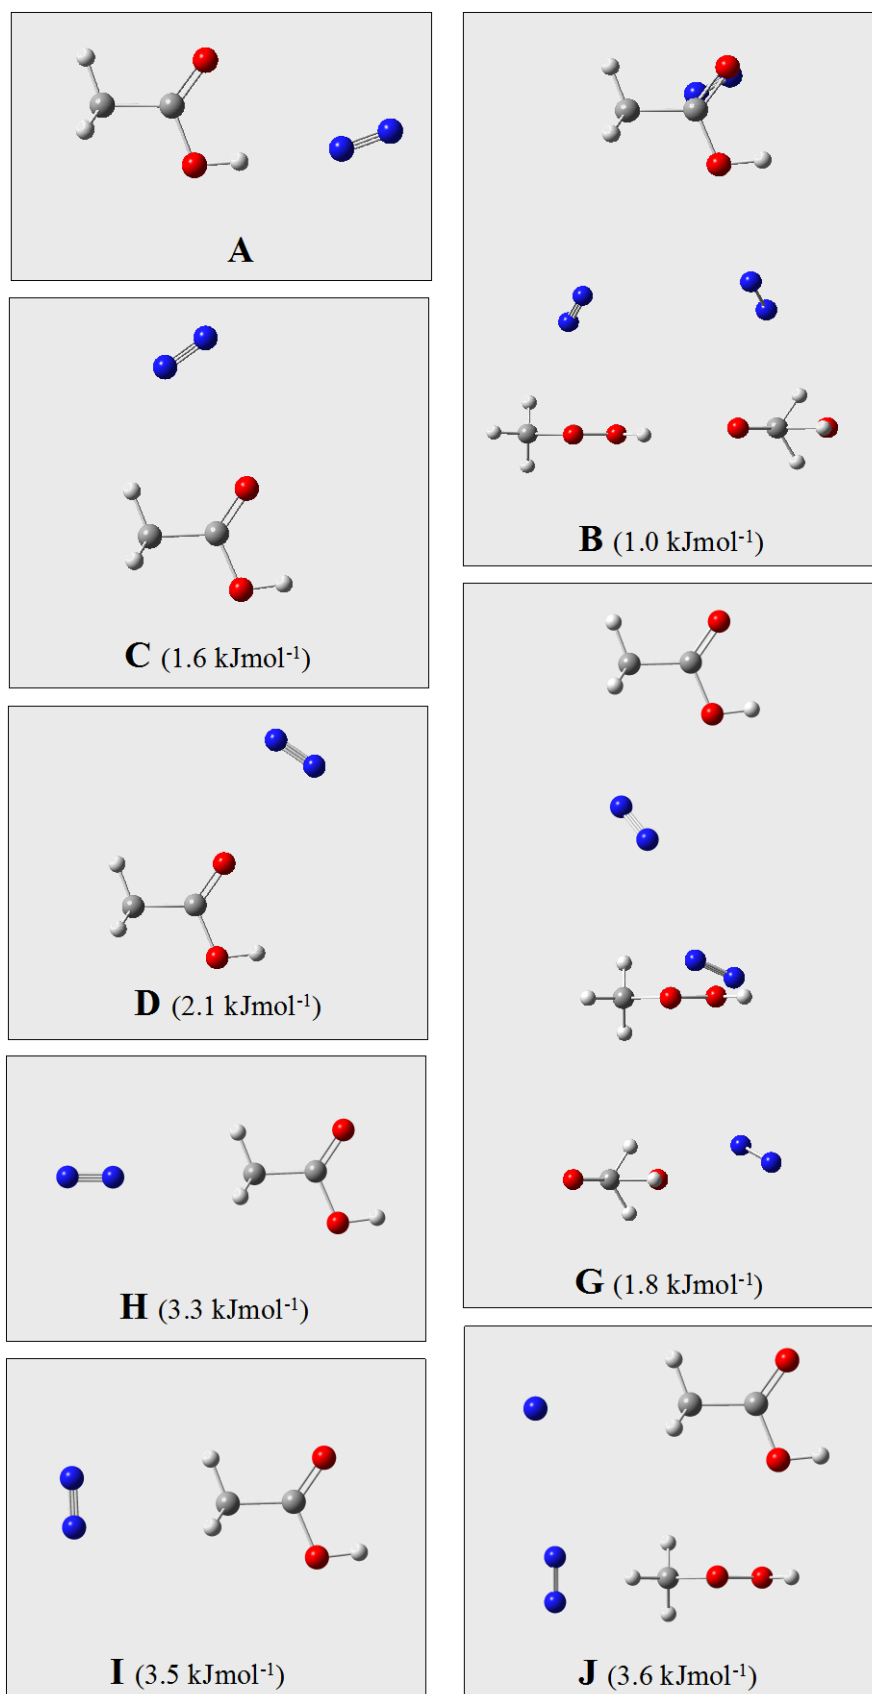 A
B (1.0 kJmol⁻¹)
C (1.6 kJmol⁻¹)
D (2.1 kJmol⁻¹)
G (1.8 kJmol⁻¹)
H (3.3 kJmol⁻¹)
I (3.5 kJmol⁻¹)
J (3.6 kJmol⁻¹)